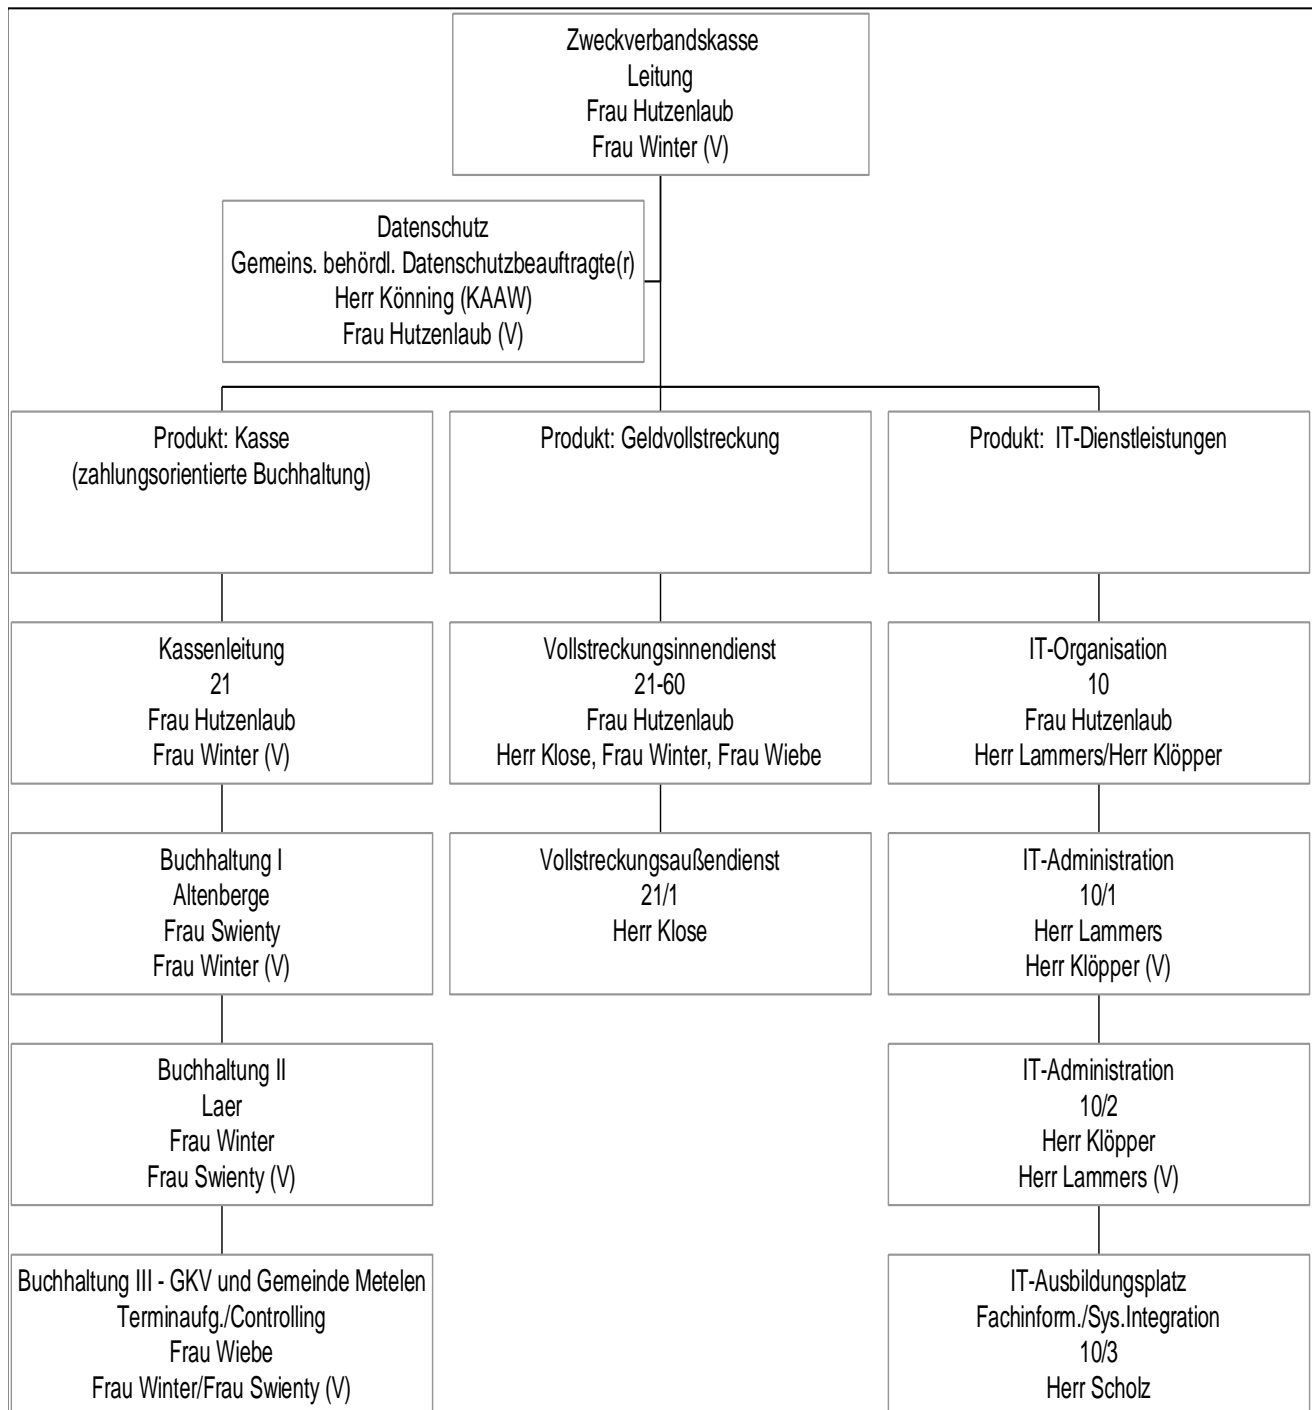 Zweckverbandskasse
Leitung
Frau Hutzenlaub
Frau Winter (V)
Datenschutz
Gemeins. behördl. Datenschutzbeauftragte(r)
Herr Könning (KAAW)
Frau Hutzenlaub (V)
Produkt: Kasse
(zahlungsorientierte Buchhaltung)
Produkt: Geldvollstreckung
Produkt: IT-Dienstleistungen
Kassenleitung
21
Frau Hutzenlaub
Frau Winter (V)
Vollstreckungsinnendienst
21-60
Frau Hutzenlaub
Herr Klose, Frau Winter, Frau Wiebe
IT-Organisation
10
Frau Hutzenlaub
Herr Lammers/Herr Klöpper
Buchhaltung I
Altenberge
Frau Swienty
Frau Winter (V)
Vollstreckungsaußendienst
21/1
Herr Klose
IT-Administration
10/1
Herr Lammers
Herr Klöpper (V)
Buchhaltung II
Laer
Frau Winter
Frau Swienty (V)
IT-Administration
10/2
Herr Klöpper
Herr Lammers (V)
Buchhaltung III - GKV und Gemeinde Metelen
Terminaufg./Controlling
Frau Wiebe
Frau Winter/Frau Swienty (V)
IT-Ausbildungsplatz
Fachinform./Sys.Integration
10/3
Herr Scholz